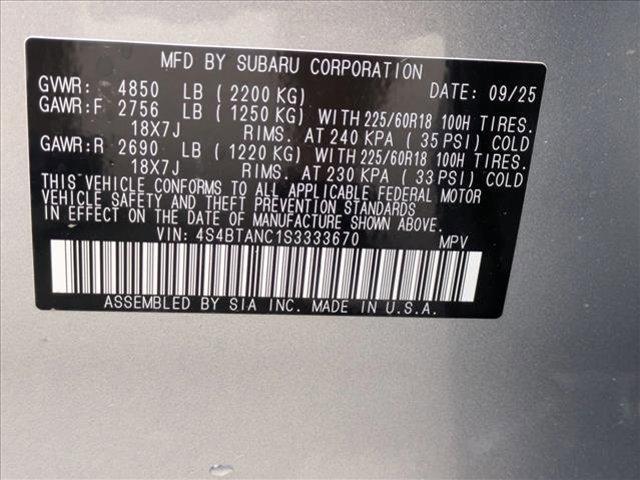 MFD BY SUBARU CORPORATION
GVWR: 4850 LB (2200 KG) DATE: 09/25
GAWR:F 2756 LB (1250 KG) WITH 225/60R18 100H TIRES.
18X7J RIMS. AT 240 KPA (35 PSI) COLD
GAWR:R 2690 LB (1220 KG) WITH 225/60R18 100H TIRES.
18X7J RIMS. AT 230 KPA (33 PSI) COLD
THIS VEHICLE CONFORMS TO ALL APPLICABLE FEDERAL MOTOR
VEHICLE SAFETY AND THEFT PREVENTION STANDARDS
IN EFFECT ON THE DATE OF MANUFACTURE SHOWN ABOVE.
VIN: 4S4BTANC1S3333670 MPV
ASSEMBLED BY SIA INC. MADE IN U.S.A.